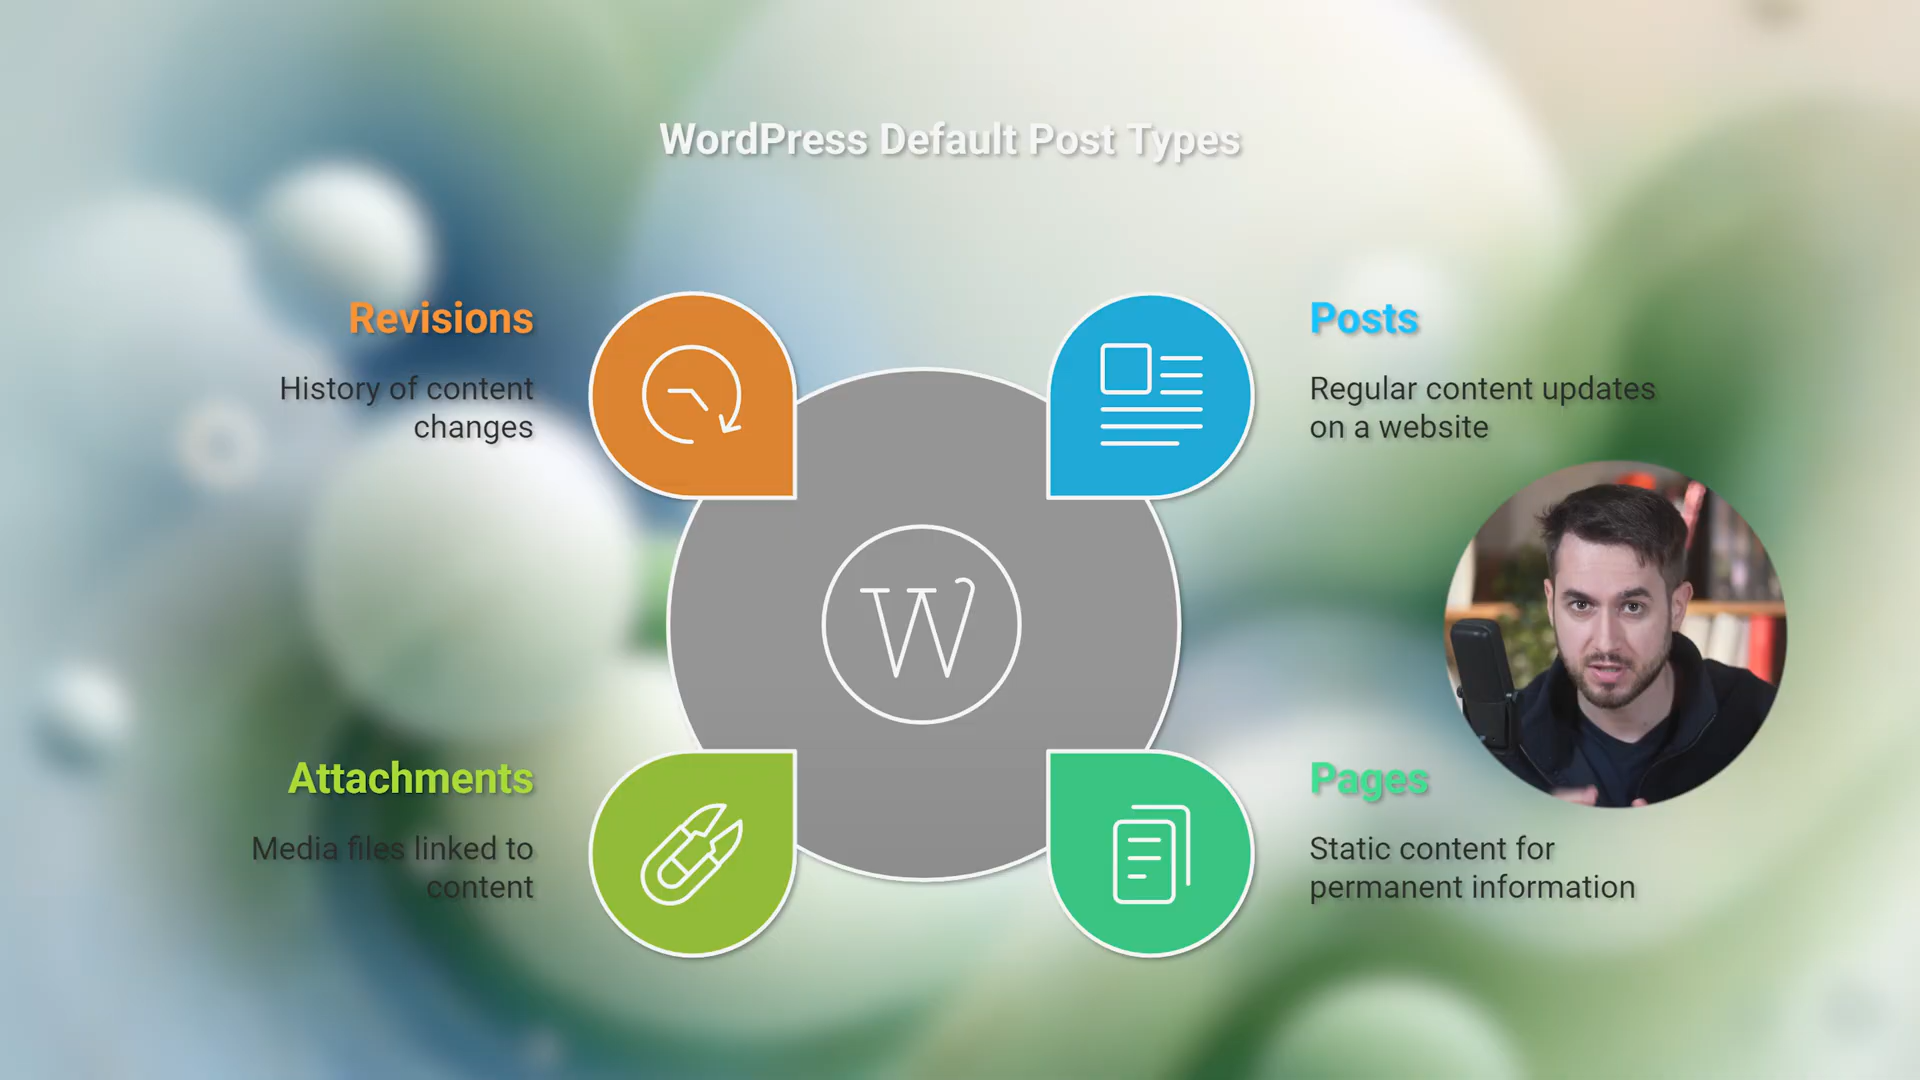 WordPress Default Post Types
Revisions
History of content
changes
Posts
Regular content updates
on a website
W
Attachments
Media files linked to
content
Pages
Static content for
permanent information